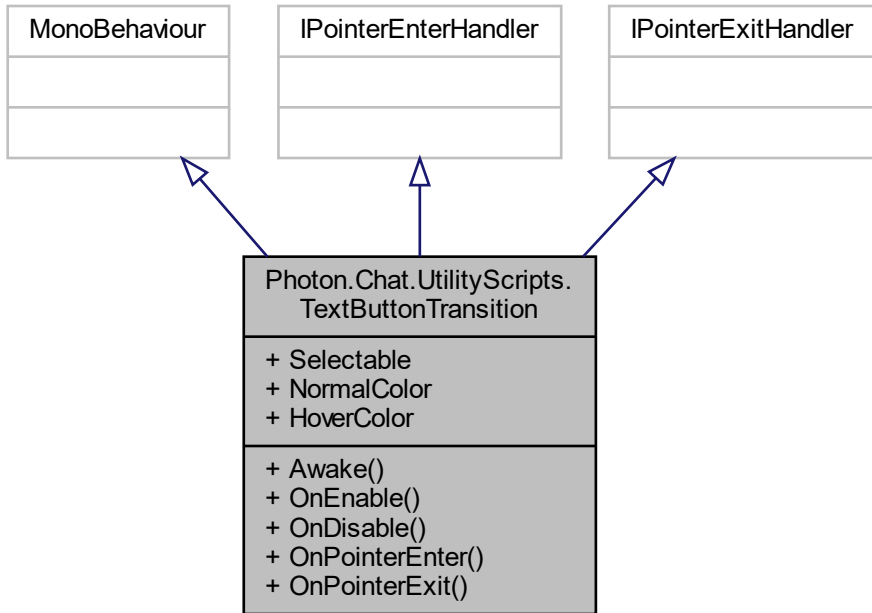 MonoBehaviour
IPointerEnterHandler
IPointerExitHandler
Photon.Chat.UtilityScripts.
TextButtonTransition
+ Selectable
+ NormalColor
+ HoverColor
+ Awake()
+ OnEnable()
+ OnDisable()
+ OnPointerEnter()
+ OnPointerExit()